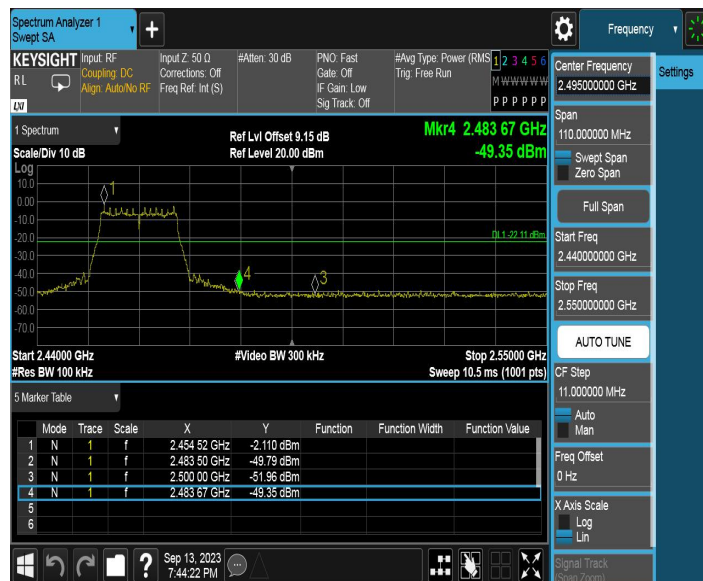 Spectrum Analyzer 1
Swept SA
+
Frequency
KEYSIGHT
RL
LXI
Input: RF
Coupling: DC
Align: Auto/No RF
Input Z: 50 Ω
Corrections: Off
Freq Ref: Int (S)
#Atten: 30 dB
PNO: Fast
Gate: Off
IF Gain: Low
Sig Track: Off
#Avg Type: Power (RMS
Trig: Free Run
1 2 3 4 5 6
M W W W W W
P P P P P P
Center Frequency
2.495000000 GHz
Settings
Span
110.000000 MHz
Swept Span
Zero Span
Full Span
Start Freq
2.440000000 GHz
Stop Freq
2.550000000 GHz
AUTO TUNE
CF Step
11.000000 MHz
Auto
Man
Freq Offset
0 Hz
X Axis Scale
Log
Lin
Signal Track
(Span Zoom)
1 Spectrum
Scale/Div 10 dB
Ref Lvl Offset 9.15 dB
Ref Level 20.00 dBm
Mkr4 2.483 67 GHz
-49.35 dBm
Log
10.0
0.00
-10.0
-20.0
-30.0
-40.0
-50.0
-60.0
-70.0
1
4
3
DL1 -22.11 dBm
Start 2.44000 GHz
#Video BW 300 kHz
Stop 2.55000 GHz
#Res BW 100 kHz
Sweep 10.5 ms (1001 pts)
5 Marker Table
Mode Trace Scale X Y Function Function Width Function Value
1 N 1 f 2.454 52 GHz -2.110 dBm
2 N 1 f 2.483 50 GHz -49.79 dBm
3 N 1 f 2.500 00 GHz -51.96 dBm
4 N 1 f 2.483 67 GHz -49.35 dBm
5
6
?
Sep 13, 2023
7:44:22 PM